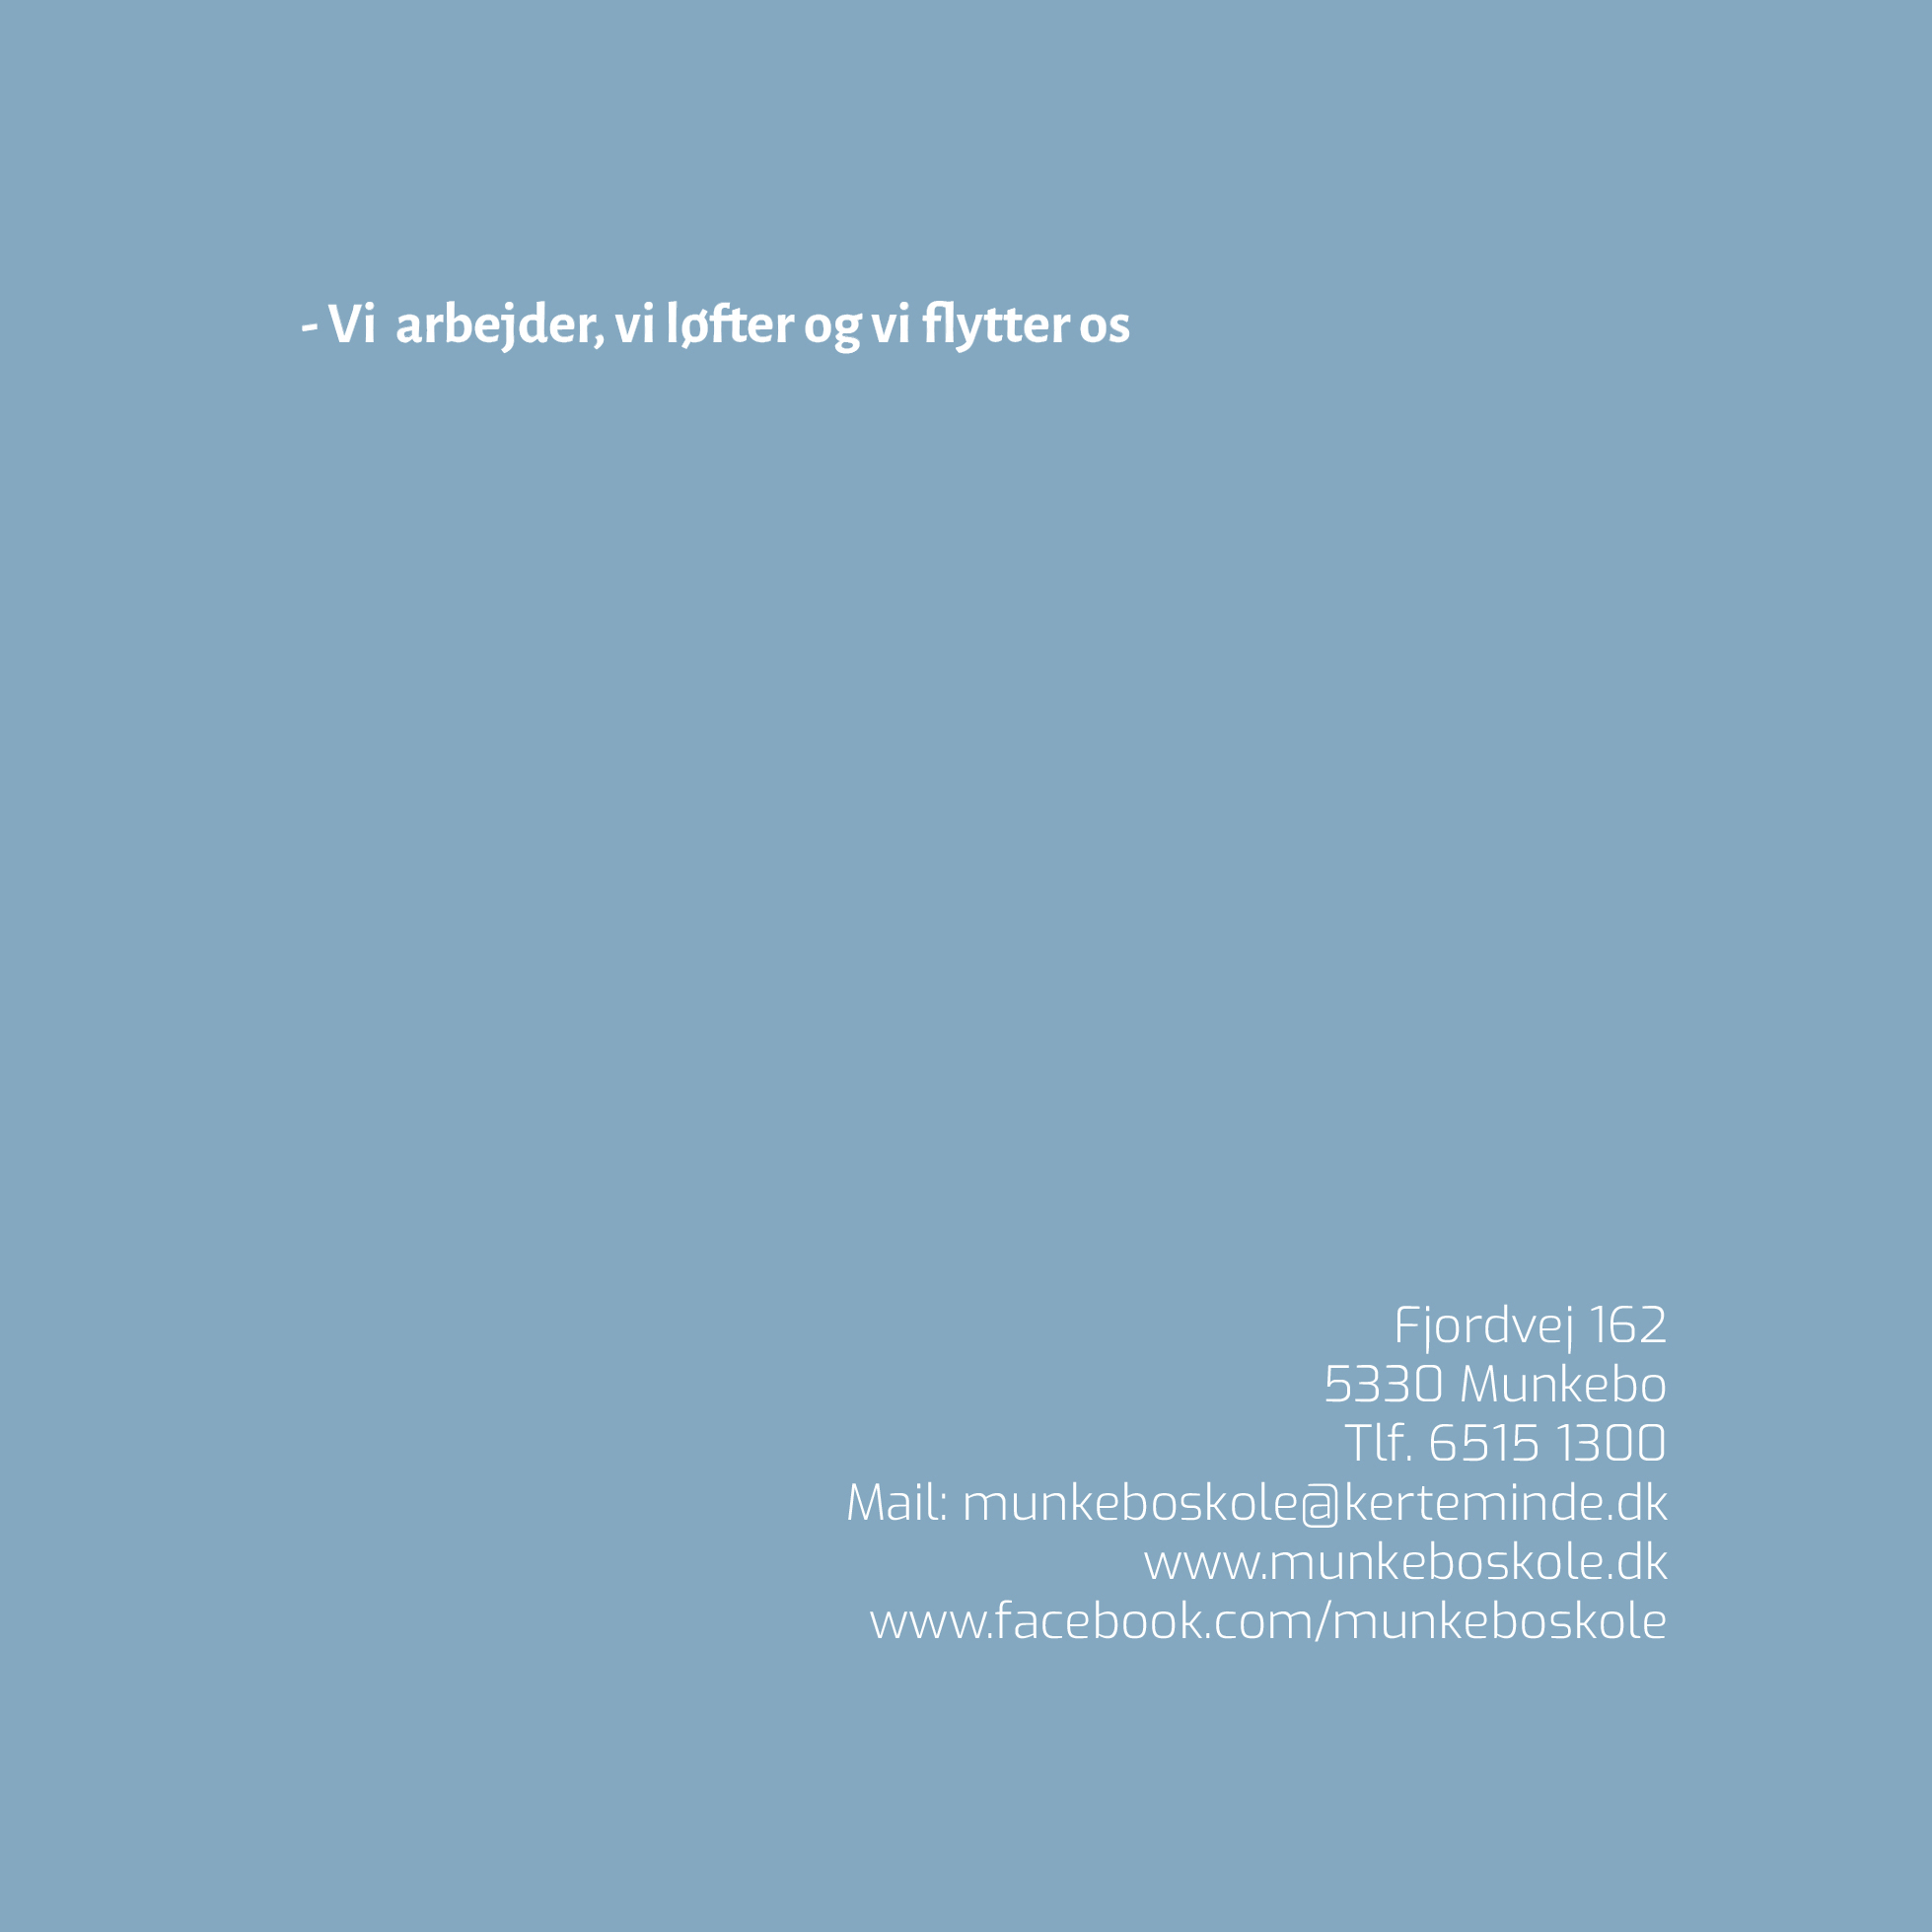 - Vi  arbejder, vi løfter og vi flytter os
Fjordvej 162
5330 Munkebo
Tlf. 6515 1300
Mail: munkeboskole@kerteminde.dk
www.munkeboskole.dk
www.facebook.com/munkeboskole